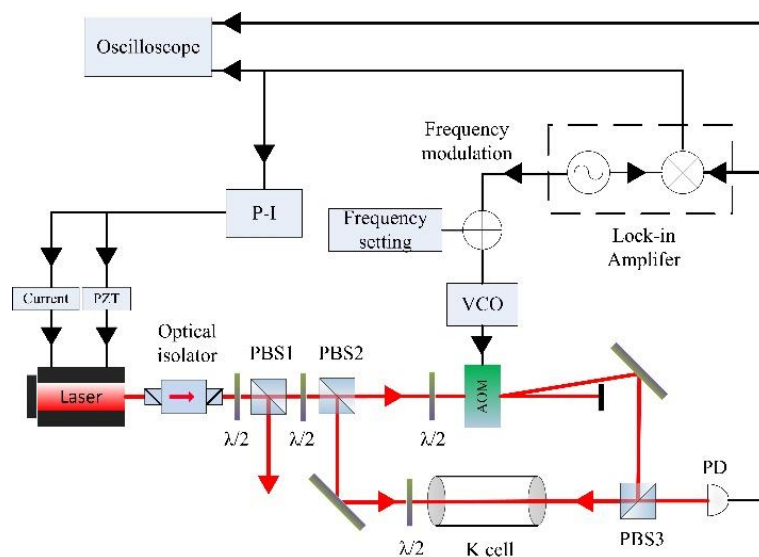 Oscilloscope
Frequency
modulation
P-I
Frequency
setting
Lock-in
Amplifer
Current
PZT
VCO
Optical
isolator
PBS1
PBS2
Laser
AOM
λ/2
λ/2
λ/2
PD
λ/2
K cell
PBS3